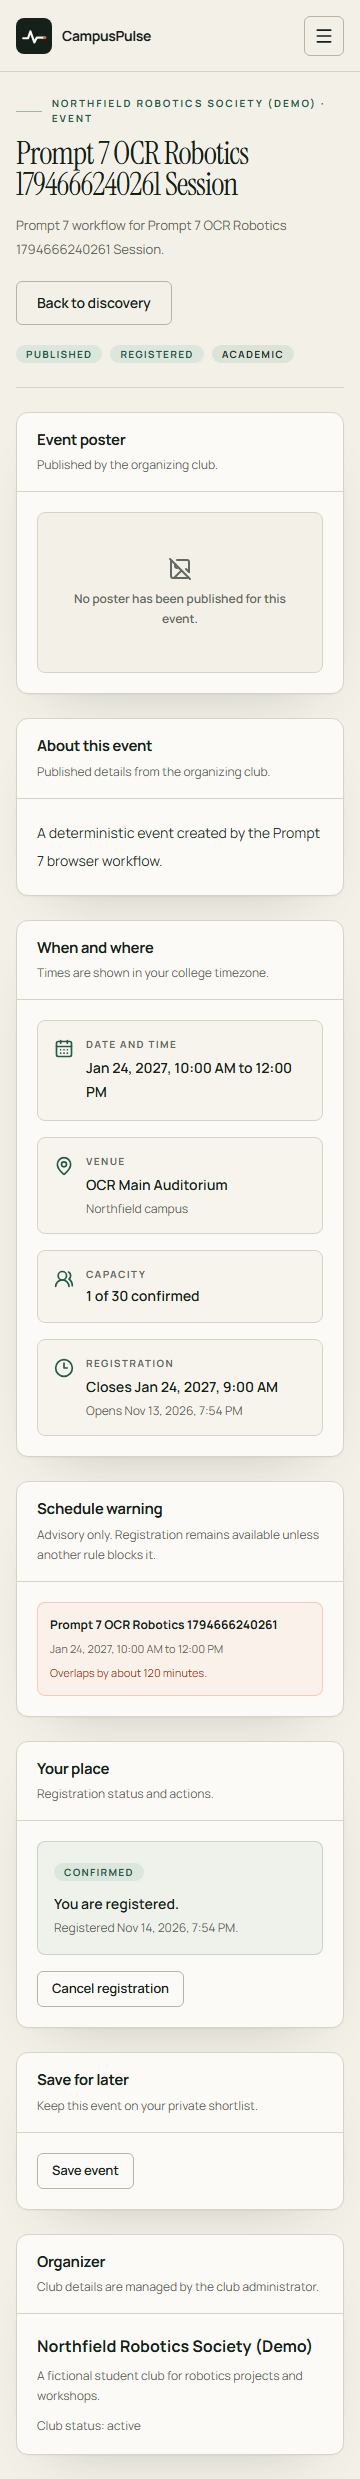 CampusPulse
NORTHFIELD ROBOTICS SOCIETY (DEMO) ·
EVENT
Prompt 7 OCR Robotics
1794666240261 Session
Prompt 7 workflow for Prompt 7 OCR Robotics
1794666240261 Session.
Back to discovery
PUBLISHED REGISTERED ACADEMIC
Event poster
Published by the organizing club.
No poster has been published for this
event.
About this event
Published details from the organizing club.
A deterministic event created by the Prompt
7 browser workflow.
When and where
Times are shown in your college timezone.
DATE AND TIME
Jan 24, 2027, 10:00 AM to 12:00
PM
VENUE
OCR Main Auditorium
Northfield campus
CAPACITY
1 of 30 confirmed
REGISTRATION
Closes Jan 24, 2027, 9:00 AM
Opens Nov 13, 2026, 7:54 PM
Schedule warning
Advisory only. Registration remains available unless
another rule blocks it.
Prompt 7 OCR Robotics 1794666240261
Jan 24, 2027, 10:00 AM to 12:00 PM
Overlaps by about 120 minutes.
Your place
Registration status and actions.
CONFIRMED
You are registered.
Registered Nov 14, 2026, 7:54 PM.
Cancel registration
Save for later
Keep this event on your private shortlist.
Save event
Organizer
Club details are managed by the club administrator.
Northfield Robotics Society (Demo)
A fictional student club for robotics projects and
workshops.
Club status: active